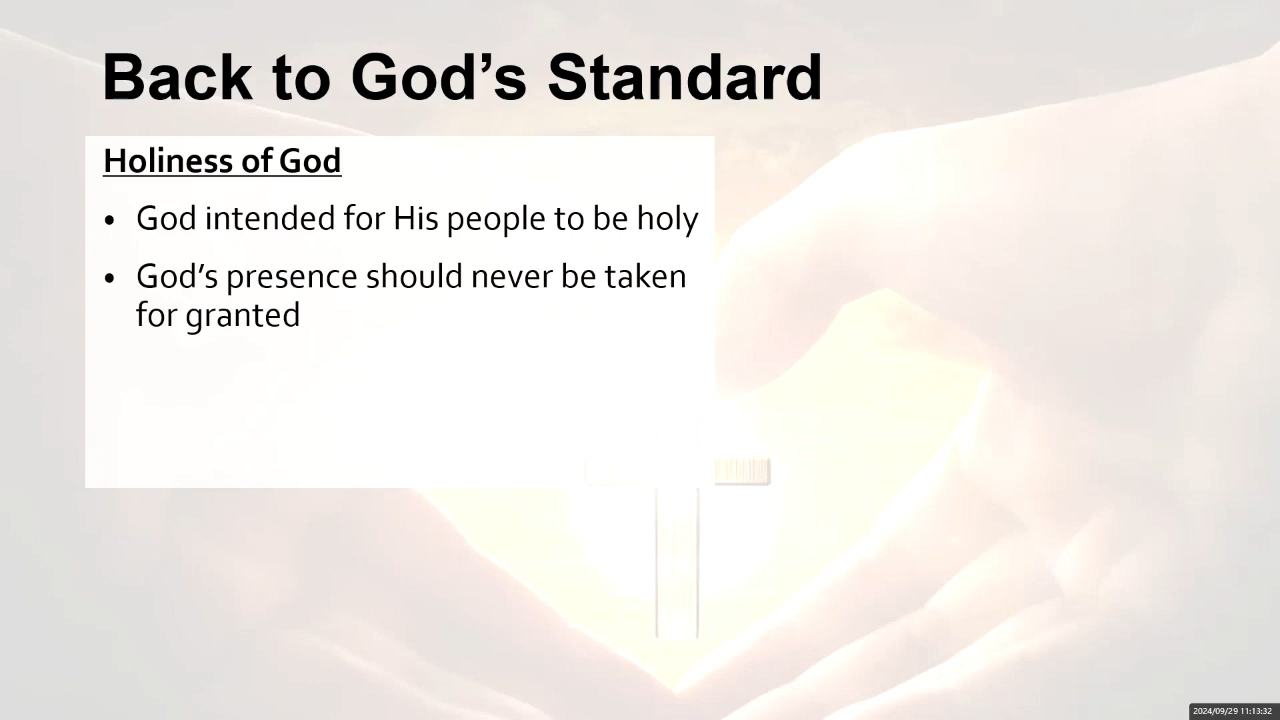 Back to God’s Standard
Holiness of God
• God intended for His people to be holy
• God’s presence should never be taken
for granted
2024/09/29 11:13:32